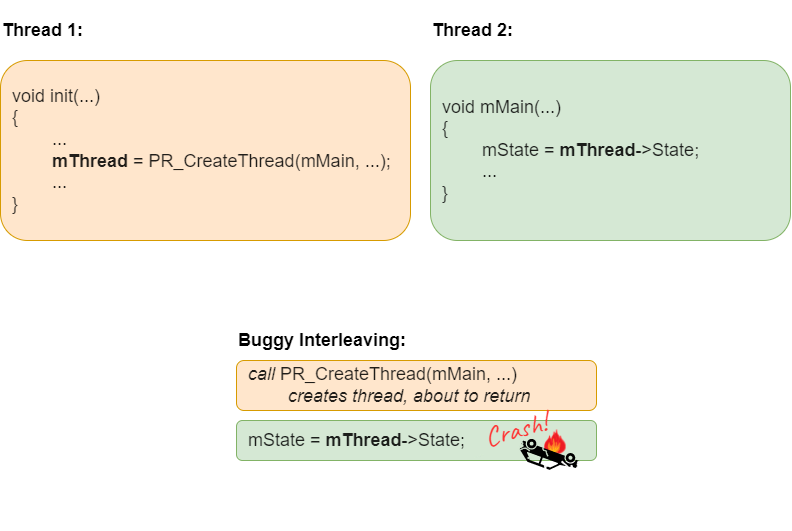 Thread 1:
void init(...)
{
...
mThread = PR_CreateThread(mMain, ...);
...
}
Thread 2:
void mMain(...)
{
mState = mThread->State;
...
}
Buggy Interleaving:
call PR_CreateThread(mMain, ...)
creates thread, about to return
mState = mThread->State;
Crash!